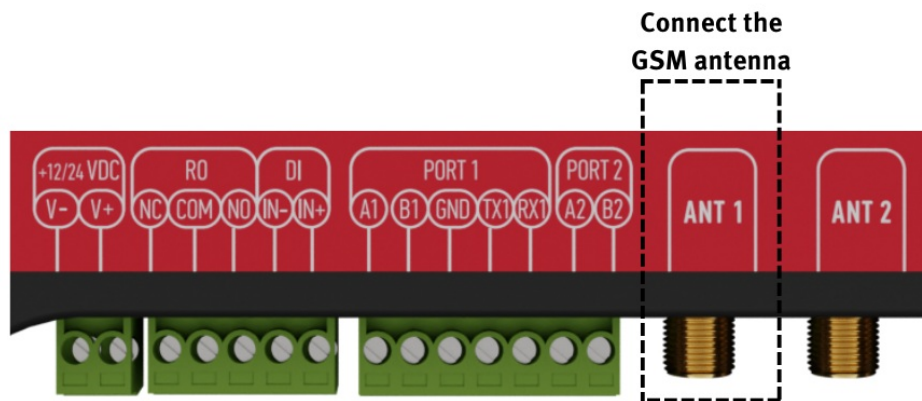 Connect the
GSM antenna
+12/24 VDC RO DI PORT 1 PORT 2
V- V+ NC COM NO IN- IN+ A1 B1 GND TX1 RX1 A2 B2
ANT 1 ANT 2